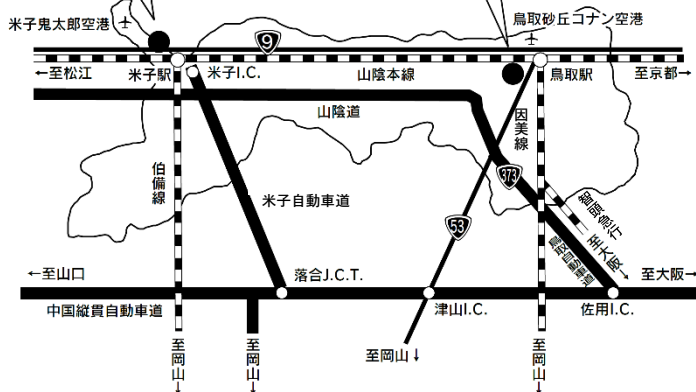 米子鬼太郎空港
鳥取砂丘コナン空港
9
←至松江
米子駅
米子I.C.
山陰本線
鳥取駅
至京都→
山陰道
因美線
伯備線
米子自動車道
373
53
智頭急行
至大阪→
鳥取自動車道
←至山口
落合J.C.T.
至大阪→
中国縦貫自動車道
津山I.C.
佐用I.C.
至岡山↓
至岡山↓
至岡山↓
至岡山↓